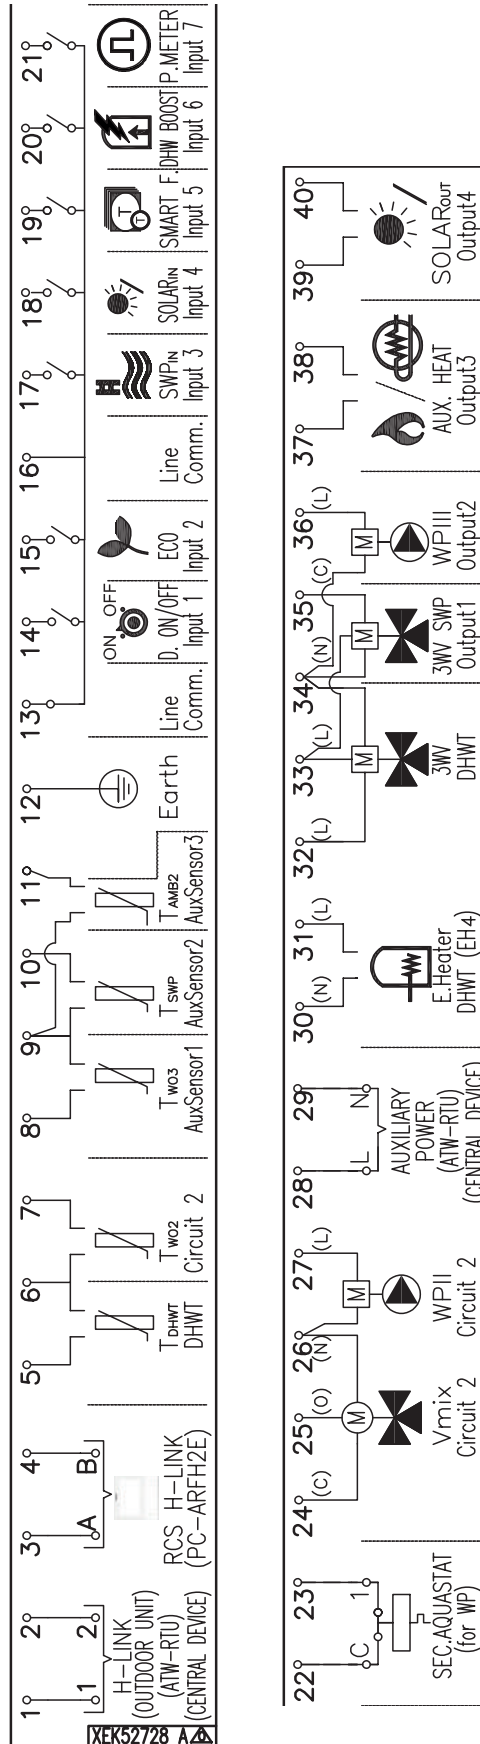 1 2 3 4 5 6 7 8 9 10 11 12 13 14 15 16 17 18 19 20 21
1 2
A B
ON OFF
H-LINK
(OUTDOOR UNIT)
(ATW-RTU)
(CENTRAL DEVICE)
RCS H-LINK
(PC-ARFH2E)
TDHWT
DHWT
TWO2
Circuit 2
TWO3
AuxSensor1
TSWP
AuxSensor2
TAMB2
AuxSensor3
Earth
Line
Comm.
D. ON/OFF
Input 1
ECO
Input 2
Line
Comm.
SWPIN
Input 3
SOLARIN
Input 4
T
T
SMART F.
Input 5
DHW BOOST
Input 6
P.METER
Input 7
XEK52728 A 6
22 23 24 25 26 27 28 29 30 31 32 33 34 35 36 37 38 39 40
(C) (O) (N) (L) (N) (L) (L) (L) (N) (C) (L)
C 1
SEC.AQUASTAT
(for WP)
M
Vmix
Circuit 2
M
WPII
Circuit 2
L N
AUXILIARY
POWER
(ATW-RTU)
(CENTRAL DEVICE)
E.Heater
DHWT (EH4)
M
3WV
DHWT
M
3WV SWP
Output1
M
WPIII
Output2
AUX. HEAT
Output3
SOLAROUT
Output4